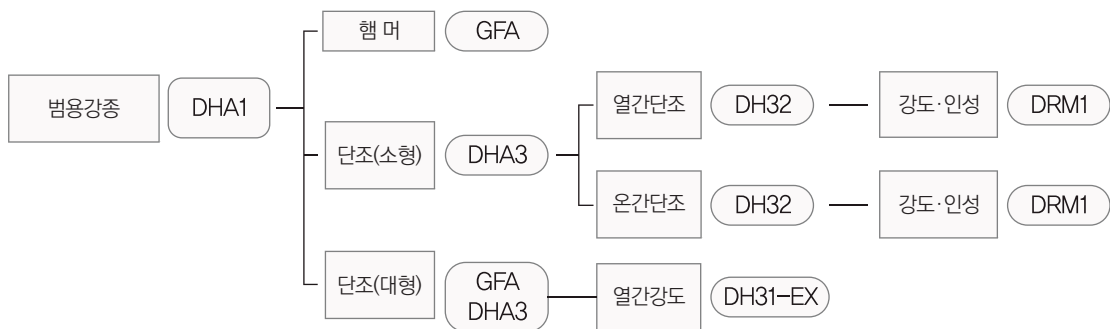 범용강종
DHA1
햄 머
GFA
단조(소형)
DHA3
열간단조
DH32
강도·인성
DRM1
온간단조
DH32
강도·인성
DRM1
단조(대형)
GFA
DHA3
열간강도
DH31-EX